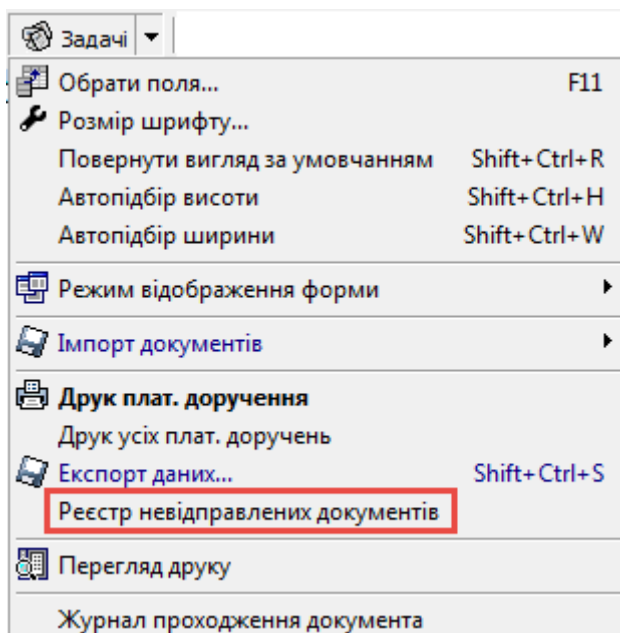 Задачі
Обрати поля... F11
Розмір шрифту...
Повернути вигляд за умовчанням Shift+Ctrl+R
Автопідбір висоти Shift+Ctrl+H
Автопідбір ширини Shift+Ctrl+W
Режим відображення форми
Імпорт документів
Друк плат. доручення
Друк усіх плат. доручень
Експорт даних... Shift+Ctrl+S
Реєстр невідправлених документів
Перегляд друку
Журнал проходження документа